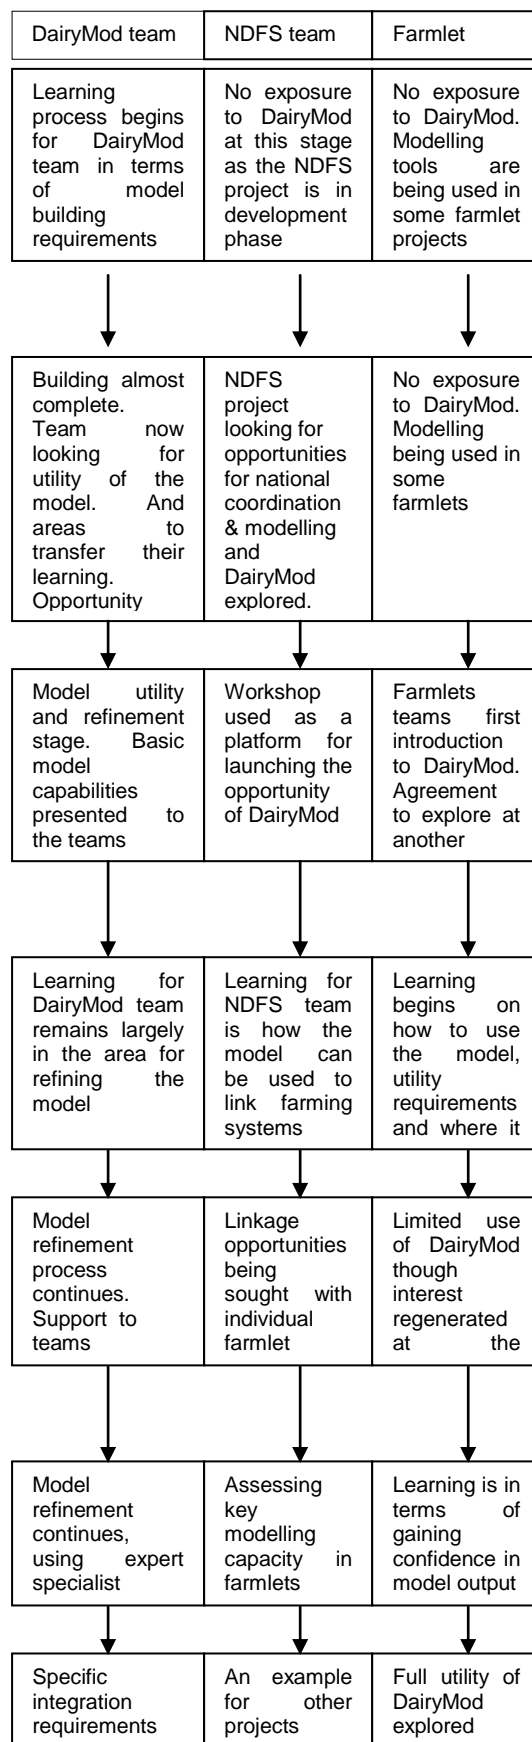 DairyMod team
NDFS team
Farmlet
Learning
process begins
for DairyMod
team in terms
of model
building
requirements
No exposure
to DairyMod
at this stage
as the NDFS
project is in
development
phase
No exposure
to DairyMod.
Modelling
tools are
being used in
some farmlet
projects
Building almost
complete.
Team now
looking for
utility of the
model. And
areas to
transfer their
learning.
Opportunity
NDFS
project
looking for
opportunities
for national
coordination
& modelling
and
DairyMod
explored.
No exposure
to DairyMod.
Modelling
being used in
some
farmlets
Model utility
and refinement
stage. Basic
model
capabilities
presented to
the teams
Workshop
used as a
platform for
launching the
opportunity
of DairyMod
Farmlets
teams first
introduction
to DairyMod.
Agreement
to explore at
another
Learning for
DairyMod team
remains largely
in the area for
refining the
model
Learning for
NDFS team
is how the
model can
be used to
link farming
systems
Learning
begins on
how to use
the model,
utility
requirements
and where it
Model
refinement
process
continues.
Support to
teams
Linkage
opportunities
being
sought with
individual
farmlet
Limited use
of DairyMod
though
interest
regenerated
at the
Model
refinement
continues,
using expert
specialist
Assessing
key
modelling
capacity in
farmlets
Learning is in
terms of
gaining
confidence in
model output
Specific
integration
requirements
An example
for other
projects
Full utility of
DairyMod
explored